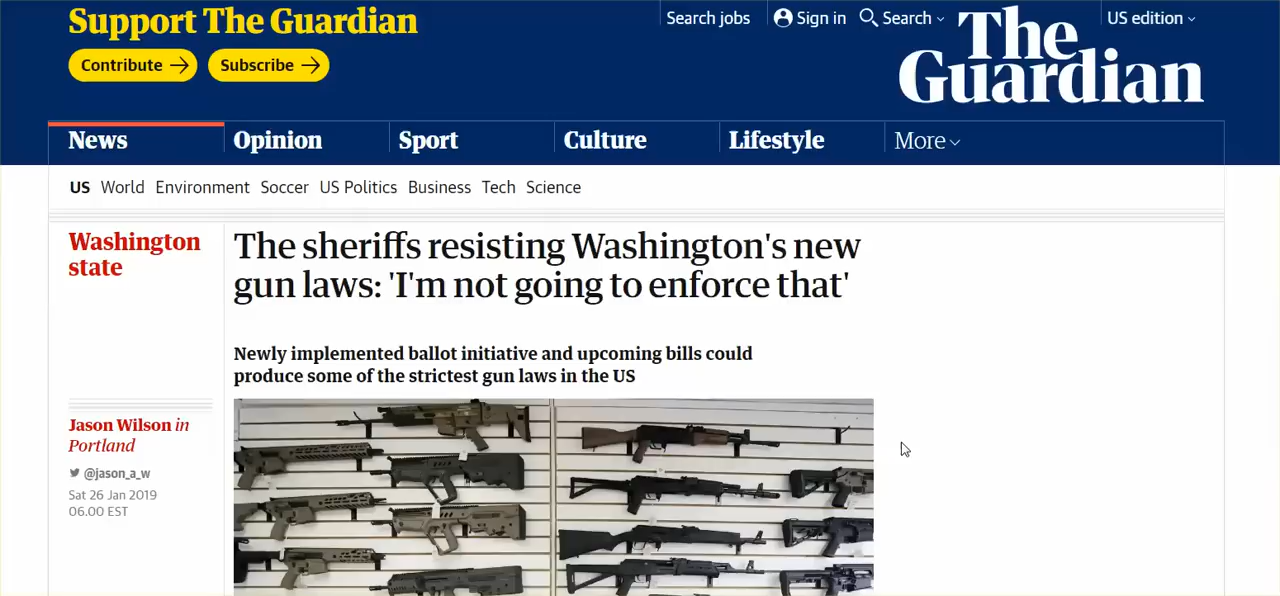 Support The Guardian
Search jobs
Sign in
Search
US edition
The
Guardian
Contribute
Subscribe
News
Opinion
Sport
Culture
Lifestyle
More
US World Environment Soccer US Politics Business Tech Science
Washington
state
The sheriffs resisting Washington's new
gun laws: 'I'm not going to enforce that'
Newly implemented ballot initiative and upcoming bills could
produce some of the strictest gun laws in the US
Jason Wilson in
Portland
@jason_a_w
Sat 26 Jan 2019
06.00 EST